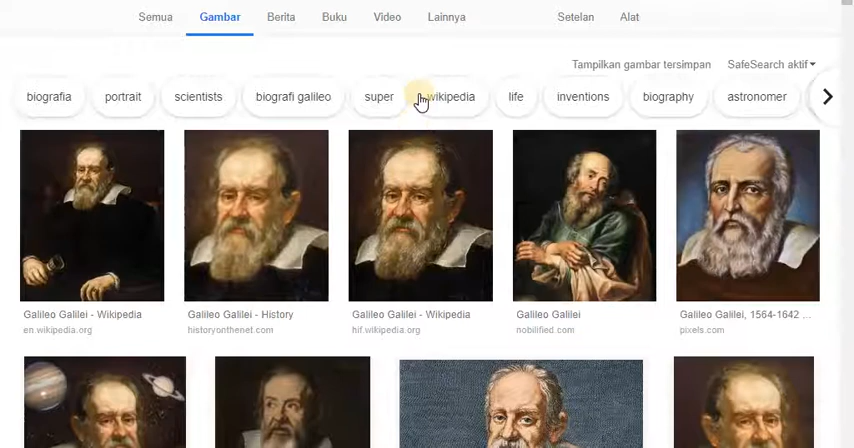 Semua Gambar Berita Buku Video Lainnya Setelan Alat
Tampilkan gambar tersimpan SafeSearch aktif
biografia portrait scientists biografi galileo super wikipedia life inventions biography astronomer
Galileo Galilei - Wikipedia
en.wikipedia.org
Galileo Galilei - History
historyonthenet.com
Galileo Galilei - Wikipedia
hif.wikipedia.org
Galileo Galilei
nobilified.com
Galileo Galilei, 1564-1642 ...
pixels.com